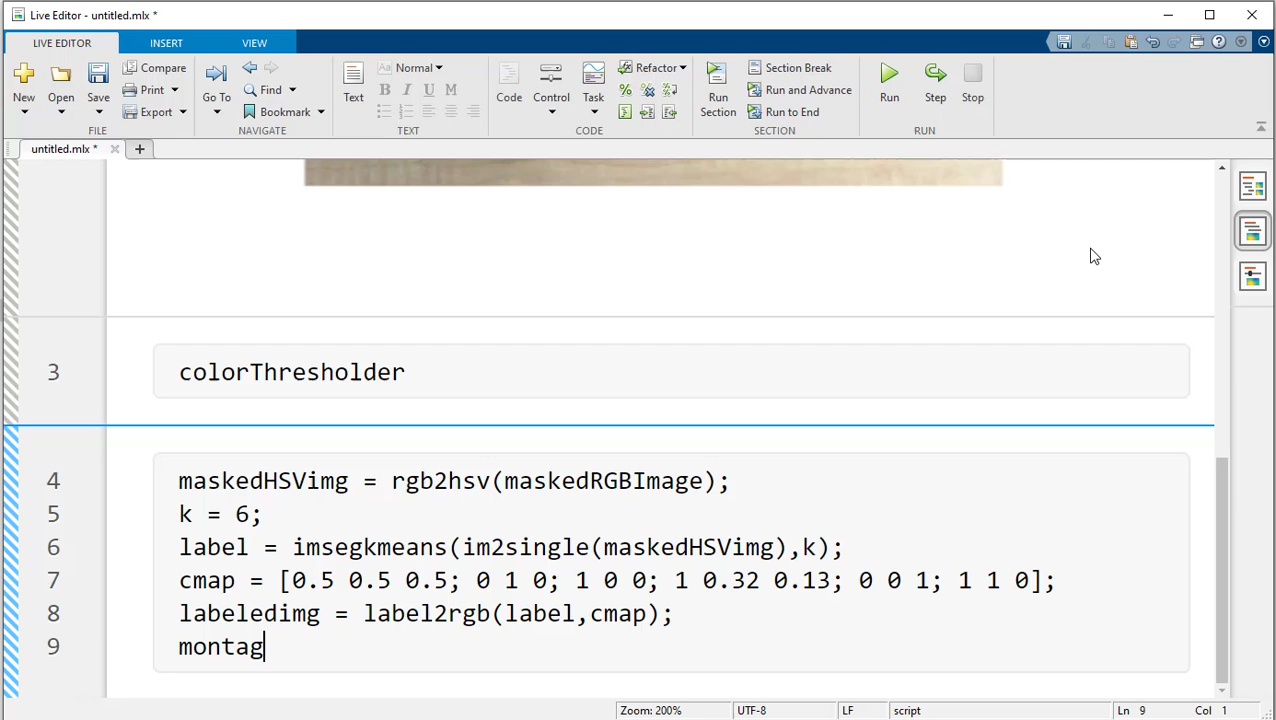 Live Editor - untitled.mlx *
LIVE EDITOR INSERT VIEW
New Open Save Compare Print Export
FILE
Go To Find Bookmark
NAVIGATE
Text Aa Normal B I U M
TEXT
Code Control Task Refactor
CODE
Run Section Section Break Run and Advance Run to End
SECTION
Run Step Stop
RUN
untitled.mlx *
3 colorThresholder
4 maskedHSVimg = rgb2hsv(maskedRGBImage);
5 k = 6;
6 label = imsegkmeans(im2single(maskedHSVimg),k);
7 cmap = [0.5 0.5 0.5; 0 1 0; 1 0 0; 1 0.32 0.13; 0 0 1; 1 1 0];
8 labeledimg = label2rgb(label,cmap);
9 montag
Zoom: 200% UTF-8 LF script Ln 9 Col 1